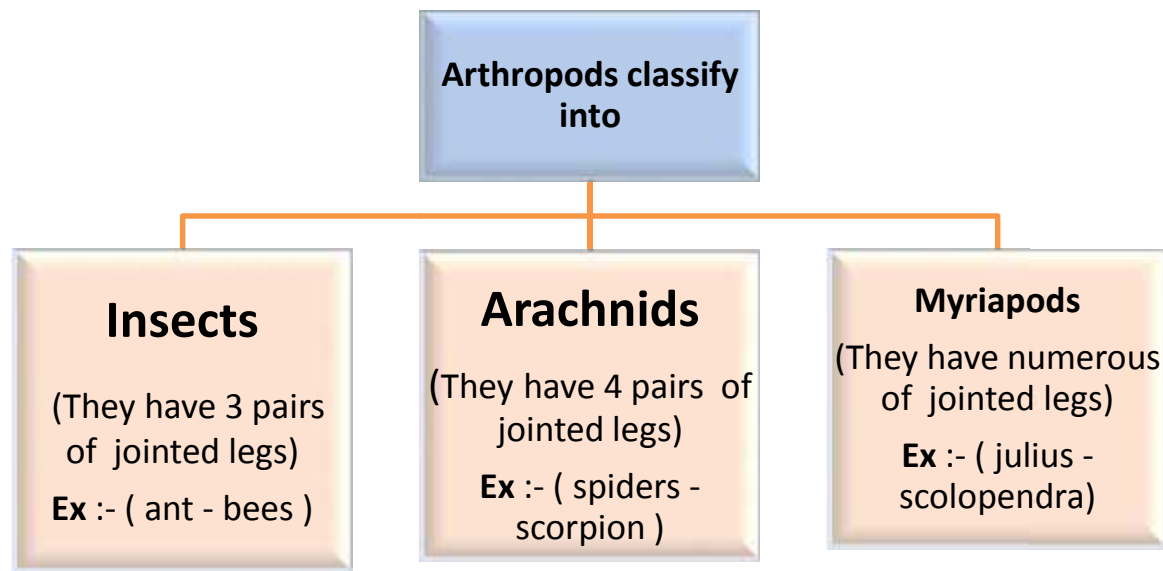 Arthropods classify
into
Insects
(They have 3 pairs
of jointed legs)
Ex :- ( ant - bees )
Arachnids
(They have 4 pairs of
jointed legs)
Ex :- ( spiders -
scorpion )
Myriapods
(They have numerous
of jointed legs)
Ex :- ( julius -
scolopendra)